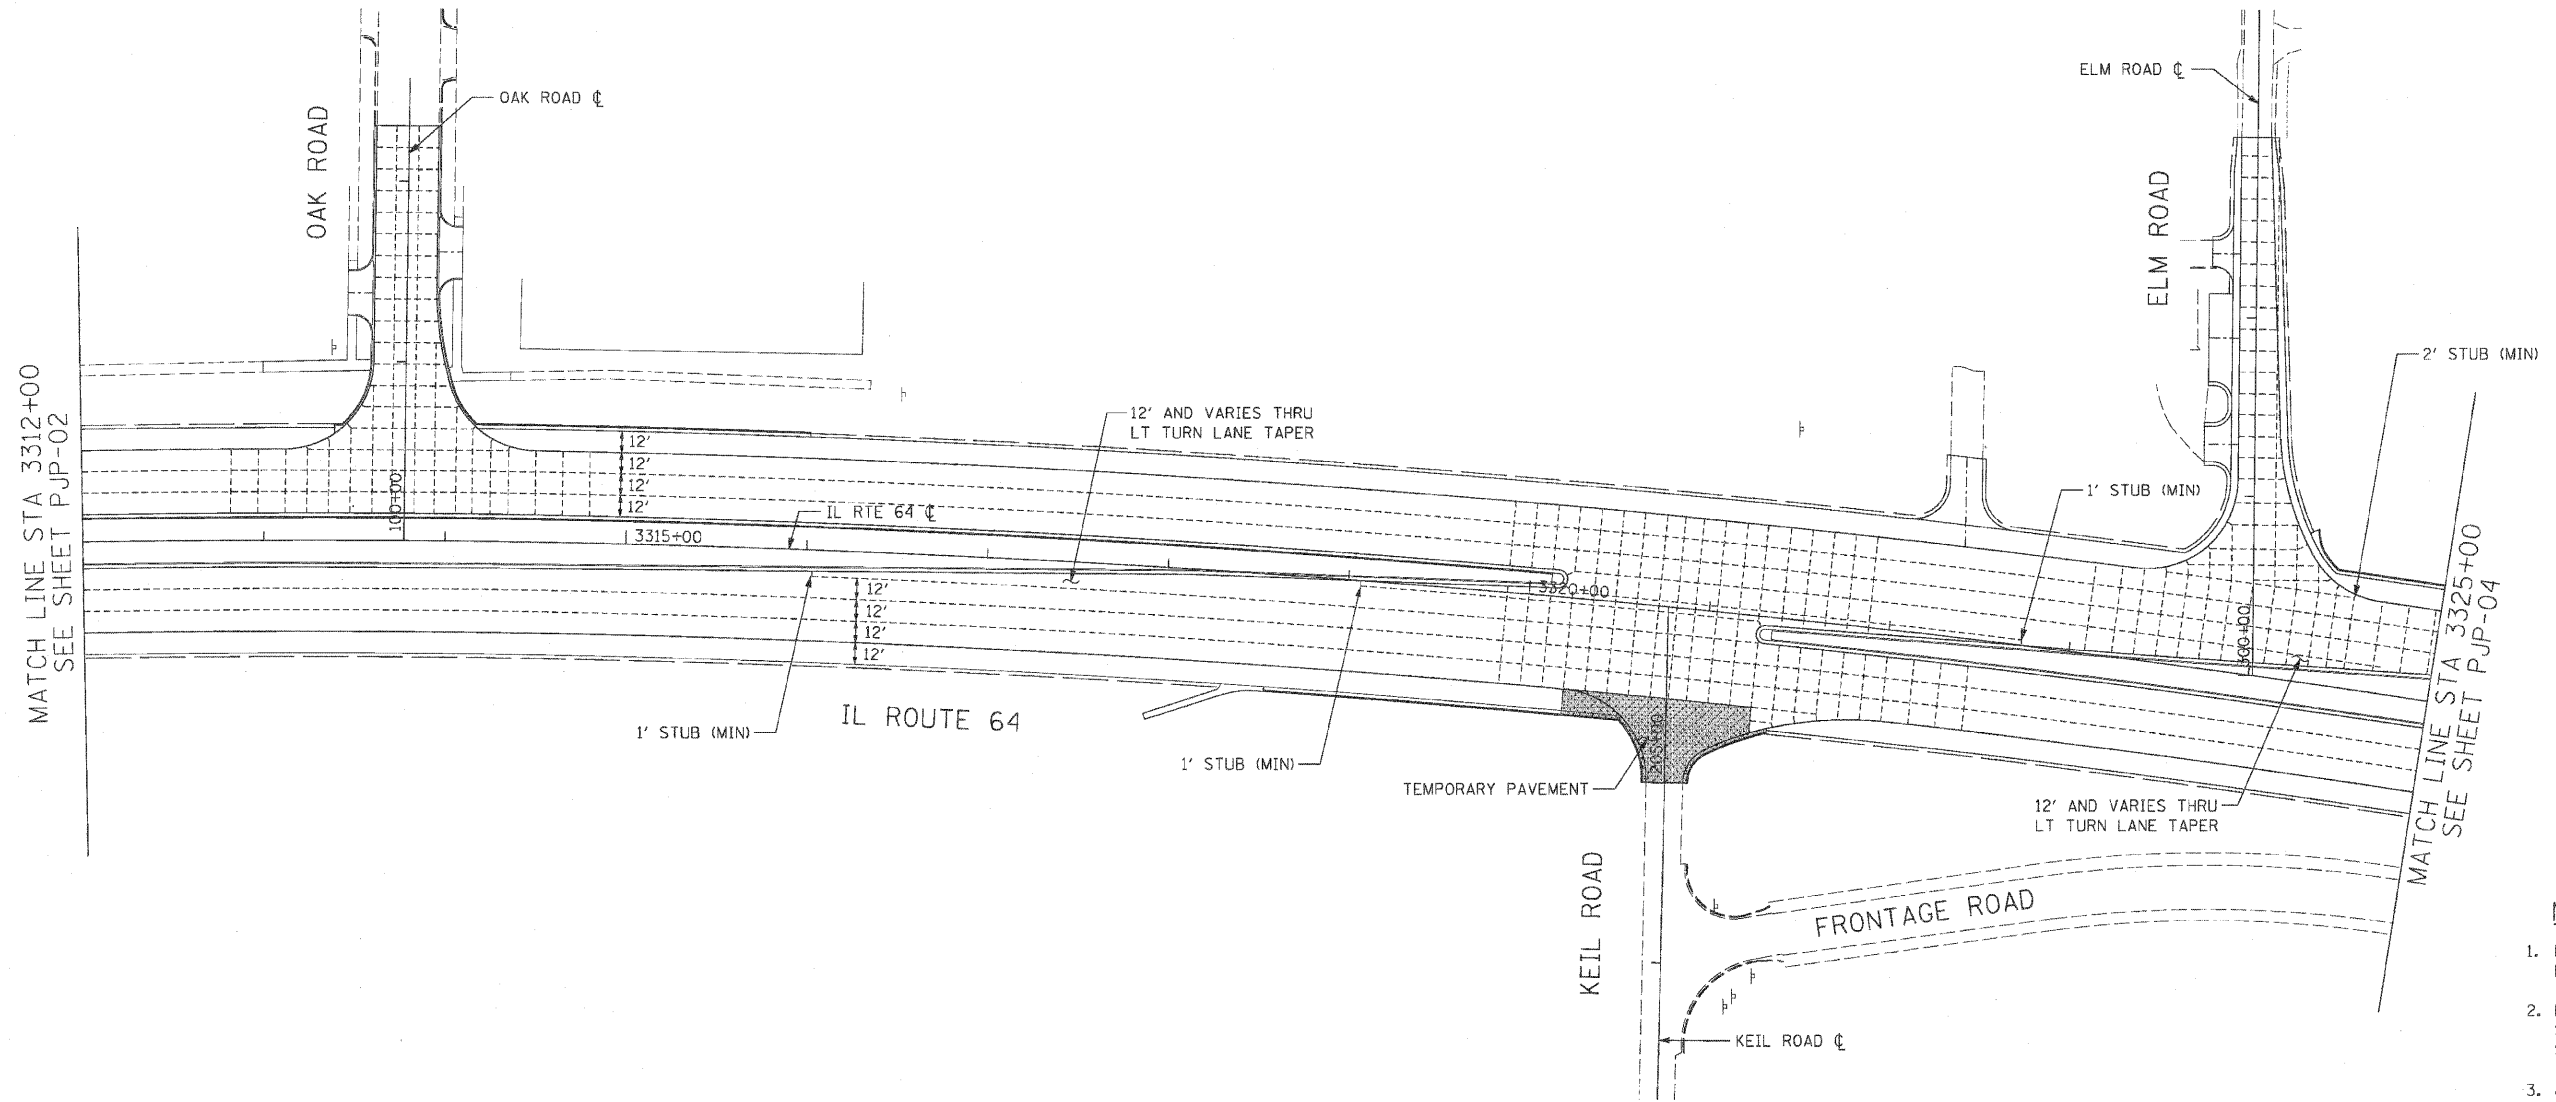 OAK ROAD ℄
ELM ROAD ℄
OAK ROAD
ELM ROAD
2' STUB (MIN)
12' AND VARIES THRU
LT TURN LANE TAPER
12'
12'
12'
12'
1' STUB (MIN)
MATCH LINE STA 3312+00
SEE SHEET PJP-02
100+00
IL RTE 64 ℄
3315+00
3320+00
12'
12'
12'
12'
300+00
MATCH LINE STA 3325+00
SEE SHEET PJP-04
IL ROUTE 64
1' STUB (MIN)
1' STUB (MIN)
TEMPORARY PAVEMENT
12' AND VARIES THRU
LT TURN LANE TAPER
KEIL ROAD
FRONTAGE ROAD
KEIL ROAD ℄
1.
2.
3.